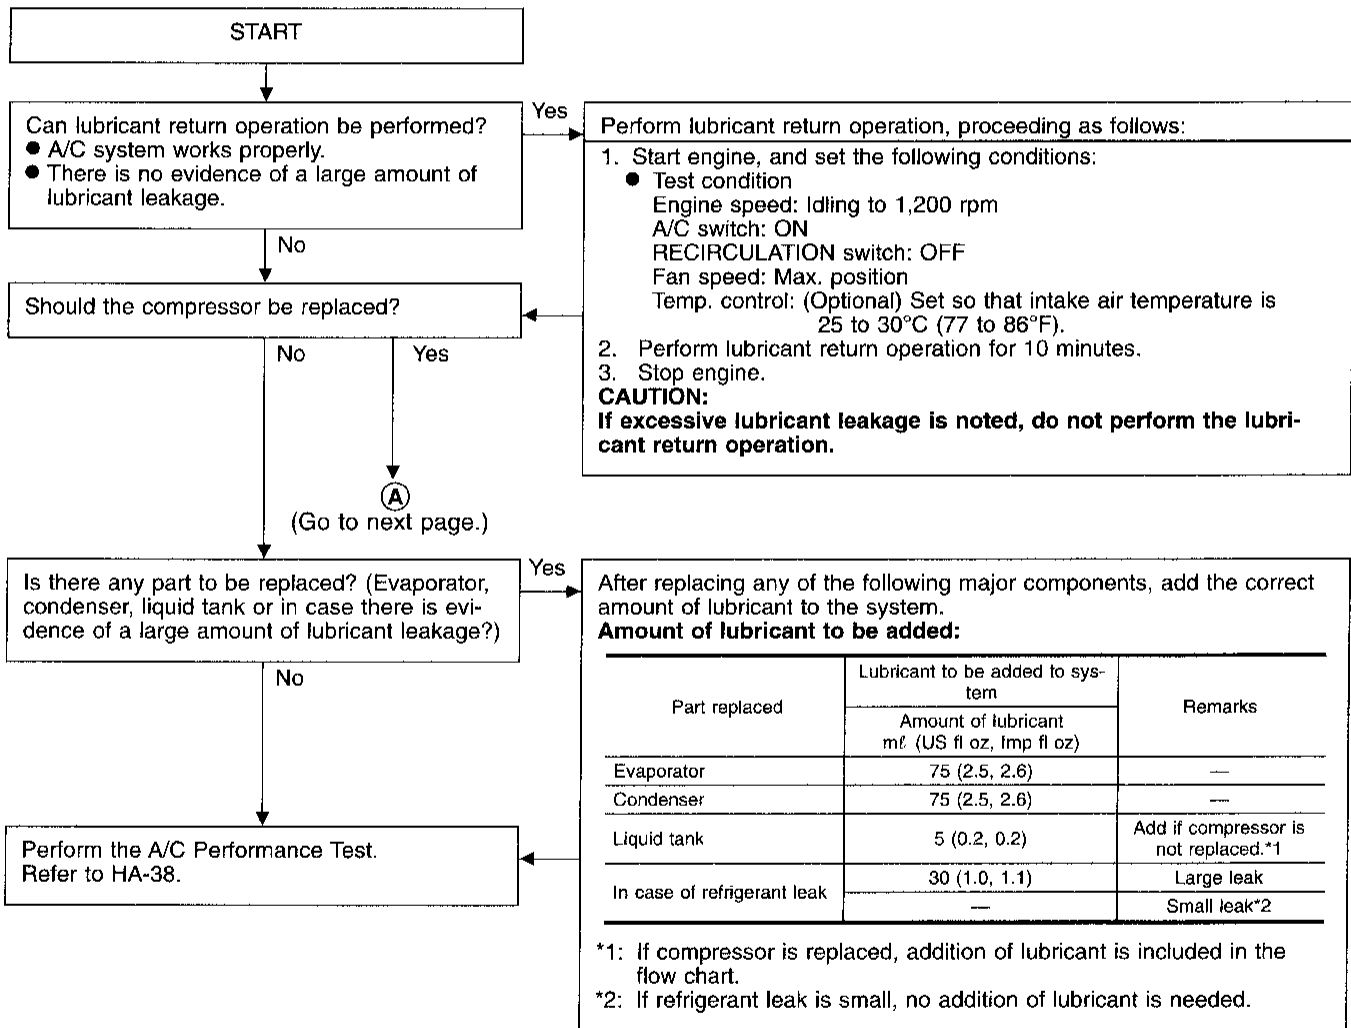 START
Can lubricant return operation be performed?
● A/C system works properly.
● There is no evidence of a large amount of
lubricant leakage.
Yes
Perform lubricant return operation, proceeding as follows:
1. Start engine, and set the following conditions:
● Test condition
Engine speed: Idling to 1,200 rpm
A/C switch: ON
RECIRCULATION switch: OFF
Fan speed: Max. position
Temp. control: (Optional) Set so that intake air temperature is
25 to 30°C (77 to 86°F).
2. Perform lubricant return operation for 10 minutes.
3. Stop engine.
CAUTION:
If excessive lubricant leakage is noted, do not perform the lubri-
cant return operation.
No
Should the compressor be replaced?
No
Yes
A
(Go to next page.)
Is there any part to be replaced? (Evaporator,
condenser, liquid tank or in case there is evi-
dence of a large amount of lubricant leakage?)
Yes
After replacing any of the following major components, add the correct
amount of lubricant to the system.
Amount of lubricant to be added:
Part replaced
Lubricant to be added to sys-
tem
Amount of lubricant
mℓ (US fl oz, Imp fl oz)
Remarks
Evaporator 75 (2.5, 2.6) —
Condenser 75 (2.5, 2.6) —
Liquid tank 5 (0.2, 0.2) Add if compressor is
not replaced.*1
In case of refrigerant leak 30 (1.0, 1.1) Large leak
— Small leak*2
*1: If compressor is replaced, addition of lubricant is included in the
flow chart.
*2: If refrigerant leak is small, no addition of lubricant is needed.
No
Perform the A/C Performance Test.
Refer to HA-38.